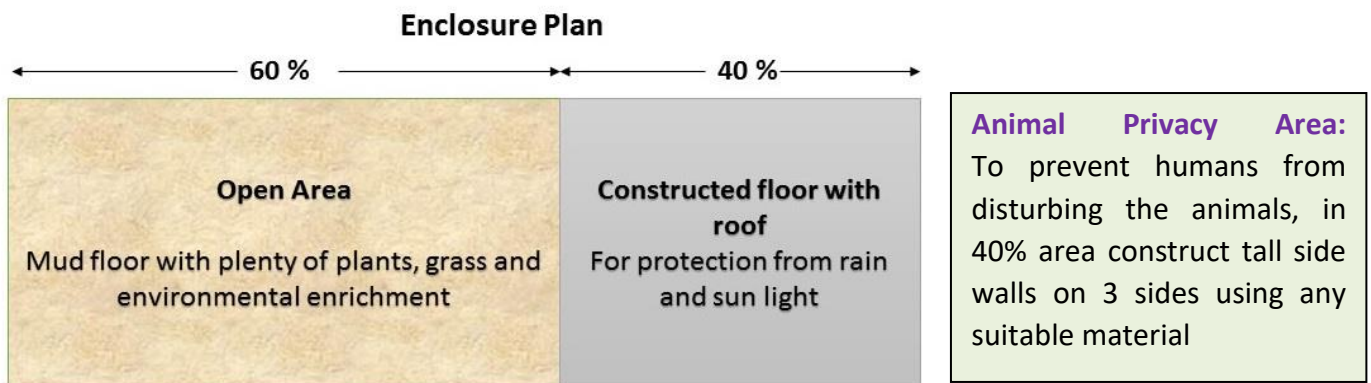 Enclosure Plan
60 %
40 %
Open Area
Mud floor with plenty of plants, grass and
environmental enrichment
Constructed floor with
roof
For protection from rain
and sun light
Animal Privacy Area:
To prevent humans from
disturbing the animals, in
40% area construct tall side
walls on 3 sides using any
suitable material